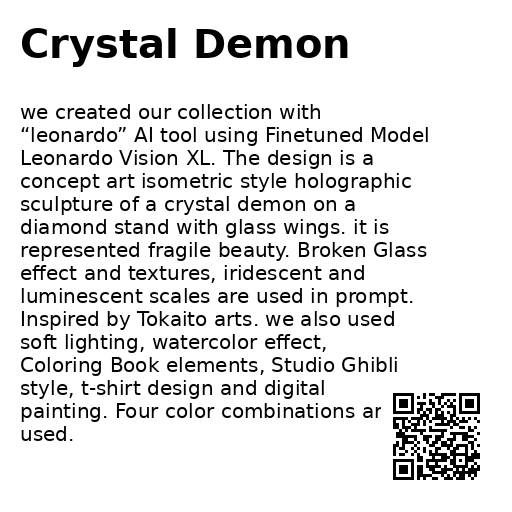 Crystal Demon
we created our collection with
“leonardo” AI tool using Finetuned Model
Leonardo Vision XL. The design is a
concept art isometric style holographic
sculpture of a crystal demon on a
diamond stand with glass wings. it is
represented fragile beauty. Broken Glass
effect and textures, iridescent and
luminescent scales are used in prompt.
Inspired by Tokaito arts. we also used
soft lighting, watercolor effect,
Coloring Book elements, Studio Ghibli
style, t-shirt design and digital
painting. Four color combinations ar
used.